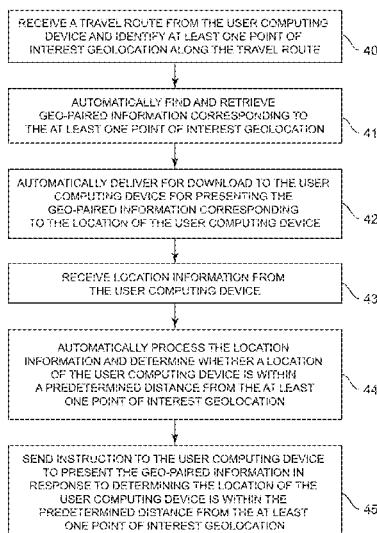 RECEIVE A TRAVEL ROUTE FROM THE USER COMPUTING
DEVICE AND IDENTIFY AT LEAST ONE POINT OF
INTEREST GEOLOCATION ALONG THE TRAVEL ROUTE
40
AUTOMATICALLY FIND AND RETRIEVE
GEO-PAIRED INFORMATION CORRESPONDING
TO THE AT LEAST ONE POINT OF INTEREST GEOLOCATION
41
AUTOMATICALLY DELIVER FOR DOWNLOAD TO THE USER
COMPUTING DEVICE FOR PRESENTING THE
GEO-PAIRED INFORMATION CORRESPONDING
TO THE LOCATION OF THE USER COMPUTING DEVICE
42
RECEIVE LOCATION INFORMATION FROM
THE USER COMPUTING DEVICE
43
AUTOMATICALLY PROCESS THE LOCATION
INFORMATION AND DETERMINE WHETHER A LOCATION
OF THE USER COMPUTING DEVICE IS WITHIN
A PREDETERMINED DISTANCE FROM THE AT LEAST
ONE POINT OF INTEREST GEOLOCATION
44
SEND INSTRUCTION TO THE USER COMPUTING DEVICE
TO PRESENT THE GEO-PAIRED INFORMATION IN
RESPONSE TO DETERMINING THE LOCATION OF THE
USER COMPUTING DEVICE IS WITHIN THE
PREDETERMINED DISTANCE FROM THE AT LEAST
ONE POINT OF INTEREST GEOLOCATION
45